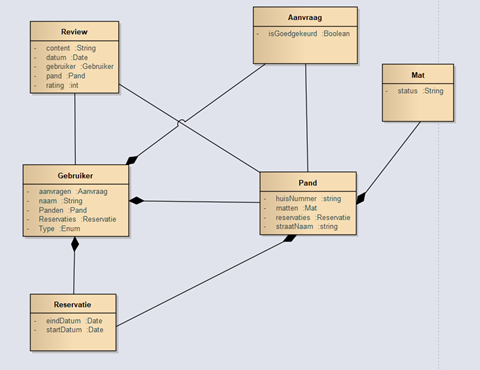 Review
- content :String
- datum :Date
- gebruiker :Gebruiker
- pand :Pand
- rating :int
Aanvraag
- isGoedgekeurd :Boolean
Mat
- status :String
Gebruiker
- aanvragen :Aanvraag
- naam :String
- Panden :Pand
- Reservaties :Reservatie
- Type :Enum
Pand
- huisNummer :string
- matten :Mat
- reservaties :Reservatie
- straatNaam :string
Reservatie
- eindDatum :Date
- startDatum :Date